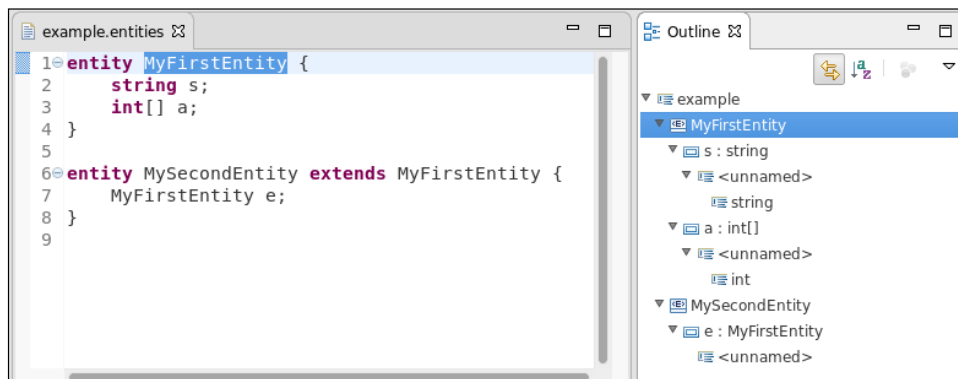 example.entities
1 entity MyFirstEntity {
2 string s;
3 int[] a;
4 }
5
6 entity MySecondEntity extends MyFirstEntity {
7 MyFirstEntity e;
8 }
9
Outline
a z
example
MyFirstEntity
s : string
<unnamed>
string
a : int[]
<unnamed>
int
MySecondEntity
e : MyFirstEntity
<unnamed>